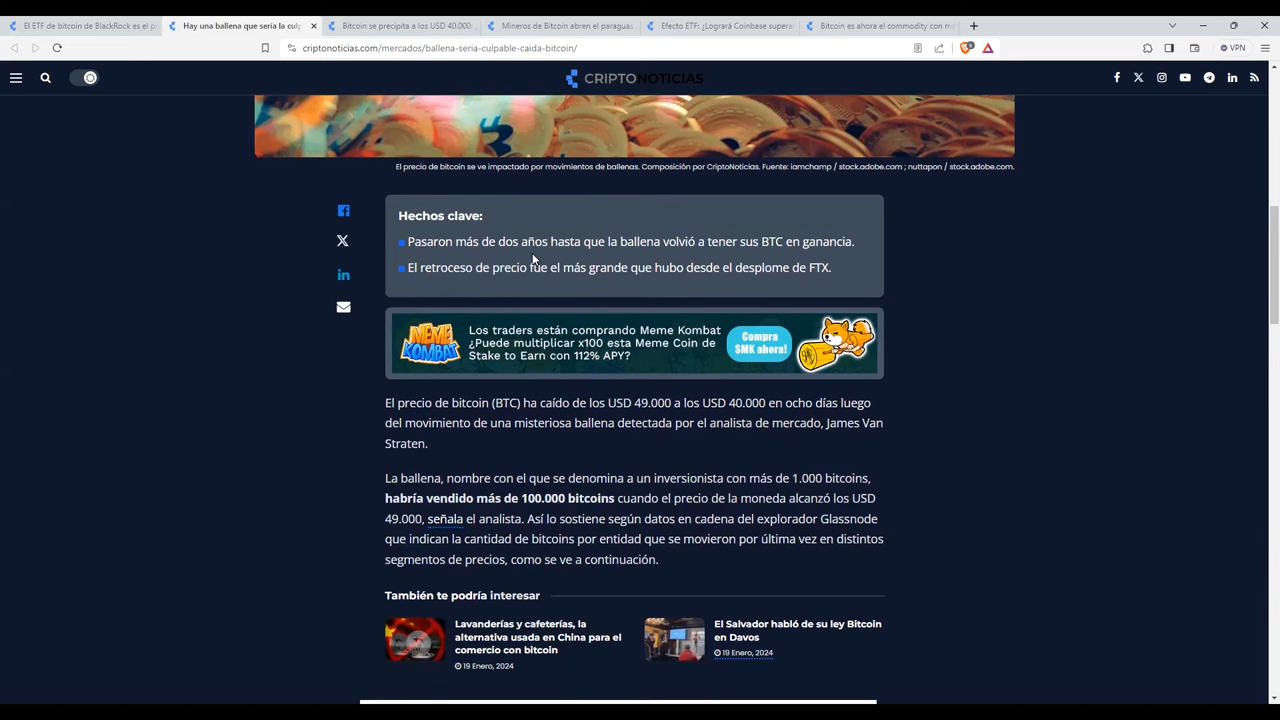 El ETF de bitcoin de BlackRock es el p
Hay una ballena que sería la culp
Bitcoin se precipita a los USD 40.000:
Mineros de Bitcoin abren el paraguas
Efecto ETF: ¿Logrará Coinbase supera
Bitcoin es ahora el commodity con m
criptonoticias.com/mercados/ballena-seria-culpable-caida-bitcoin/
VPN
CRIPTONOTICIAS
El precio de bitcoin se ve impactado por movimientos de ballenas. Composición por CriptoNoticias. Fuente: iamchamp / stock.adobe.com ; nuttapon / stock.adobe.com.
Hechos clave:
Pasaron más de dos años hasta que la ballena volvió a tener sus BTC en ganancia.
El retroceso de precio fue el más grande que hubo desde el desplome de FTX.
MEME KOMBAT
Los traders están comprando Meme Kombat
¿Puede multiplicar x100 esta Meme Coin de
Stake to Earn con 112% APY?
Compra
$MK ahora!
El precio de bitcoin (BTC) ha caído de los USD 49.000 a los USD 40.000 en ocho días luego
del movimiento de una misteriosa ballena detectada por el analista de mercado, James Van
Straten.
La ballena, nombre con el que se denomina a un inversionista con más de 1.000 bitcoins,
habría vendido más de 100.000 bitcoins cuando el precio de la moneda alcanzó los USD
49.000, señala el analista. Así lo sostiene según datos en cadena del explorador Glassnode
que indican la cantidad de bitcoins por entidad que se movieron por última vez en distintos
segmentos de precios, como se ve a continuación.
También te podría interesar
Lavanderías y cafeterías, la
alternativa usada en China para el
comercio con bitcoin
19 Enero, 2024
El Salvador habló de su ley Bitcoin
en Davos
19 Enero, 2024